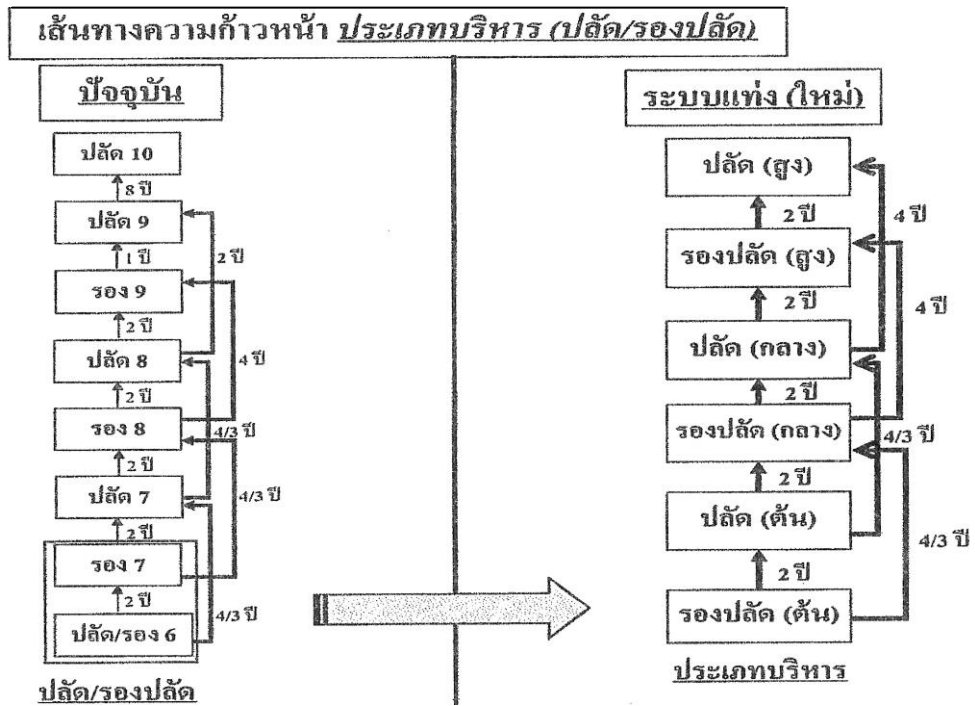 เส้นทางความก้าวหน้า ประเภทบริหาร (ปลัด/รองปลัด)
ปัจจุบัน
ปลัด 10
8 ปี
ปลัด 9
1 ปี
2 ปี
รอง 9
2 ปี
ปลัด 8
2 ปี
4 ปี
รอง 8
4/3 ปี
2 ปี
ปลัด 7
4/3 ปี
2 ปี
รอง 7
2 ปี
4/3 ปี
ปลัด/รอง 6
ปลัด/รองปลัด
ระบบแท่ง (ใหม่)
ปลัด (สูง)
2 ปี
4 ปี
รองปลัด (สูง)
2 ปี
4 ปี
ปลัด (กลาง)
2 ปี
รองปลัด (กลาง)
4/3 ปี
2 ปี
ปลัด (ต้น)
4/3 ปี
2 ปี
รองปลัด (ต้น)
ประเภทบริหาร